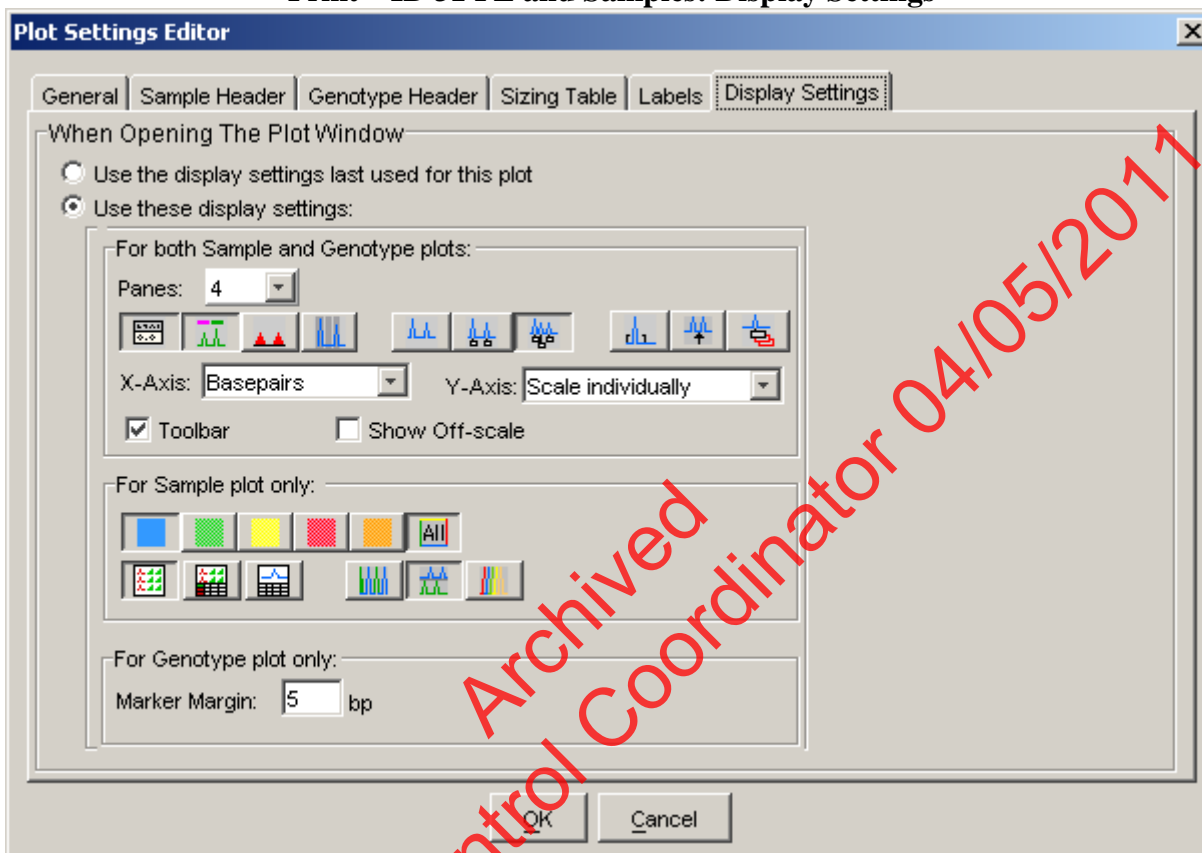 Plot Settings Editor
General Sample Header Genotype Header Sizing Table Labels Display Settings
When Opening The Plot Window
Use the display settings last used for this plot
Use these display settings:
For both Sample and Genotype plots:
Panes: 4
X-Axis: Basepairs Y-Axis: Scale individually
Toolbar Show Off-scale
For Sample plot only:
All
For Genotype plot only:
Marker Margin: 5 bp
OK Cancel
Archived
Coordinator 04/05/2011